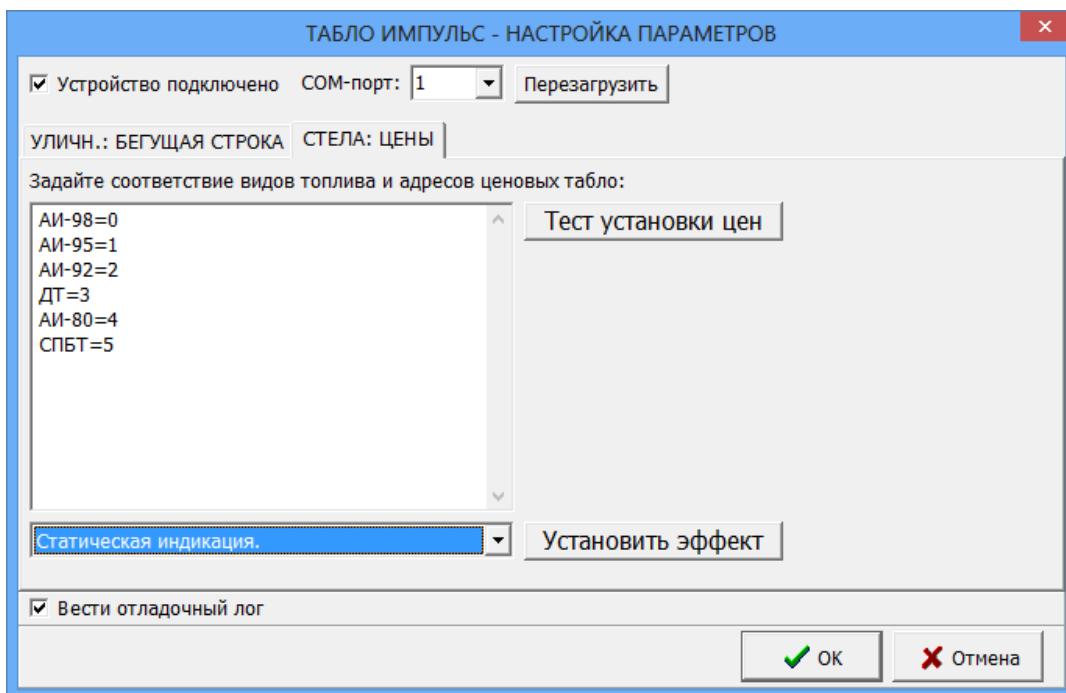 ТАБЛО ИМПУЛЬС - НАСТРОЙКА ПАРАМЕТРОВ
Устройство подключено COM-порт: 1 Перезагрузить
УЛИЧН.: БЕГУЩАЯ СТРОКА СТЕЛА: ЦЕНЫ
Задайте соответствие видов топлива и адресов ценовых табло:
АИ-98=0
Тест установки цен
АИ-95=1
АИ-92=2
ДТ=3
АИ-80=4
СПБТ=5
Статическая индикация. Установить эффект
Вести отладочный лог
OK Отмена